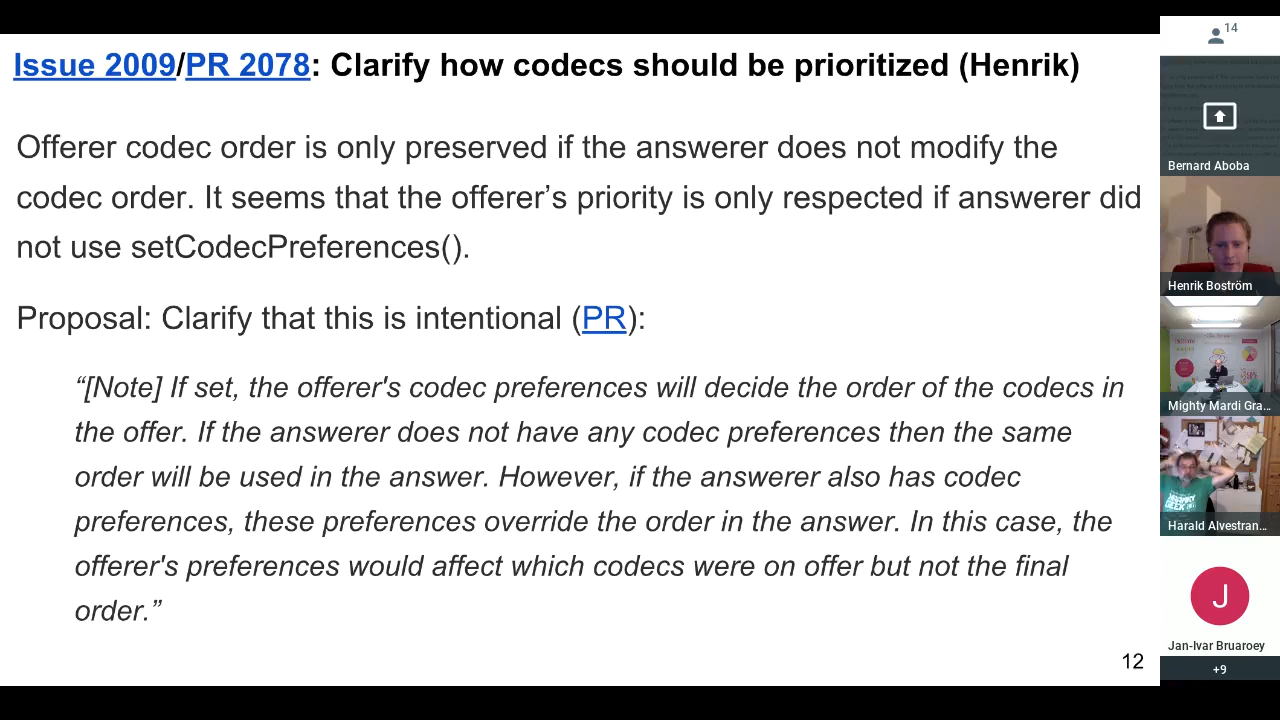 Issue 2009/PR 2078: Clarify how codecs should be prioritized (Henrik)
Offerer codec order is only preserved if the answerer does not modify the
codec order. It seems that the offerer’s priority is only respected if answerer did
not use setCodecPreferences().
Proposal: Clarify that this is intentional (PR):
“[Note] If set, the offerer's codec preferences will decide the order of the codecs in
the offer. If the answerer does not have any codec preferences then the same
order will be used in the answer. However, if the answerer also has codec
preferences, these preferences override the order in the answer. In this case, the
offerer's preferences would affect which codecs were on offer but not the final
order.”
12
14
Bernard Aboba
Henrik Boström
Mighty Mardi Gra...
Harald Alvestran...
J
Jan-Ivar Bruaroey
+9